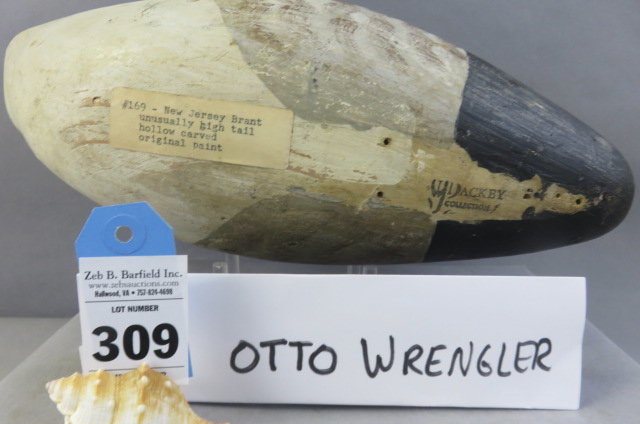 #169 - New Jersey Brant
unusually high tail
hollow carved
original paint
MACKEY
COLLECTION
Zeb B. Barfield Inc.
www.zebsauctions.com
Hallwood, VA • 757-824-4698
LOT NUMBER
309
OTTO WRENGLER